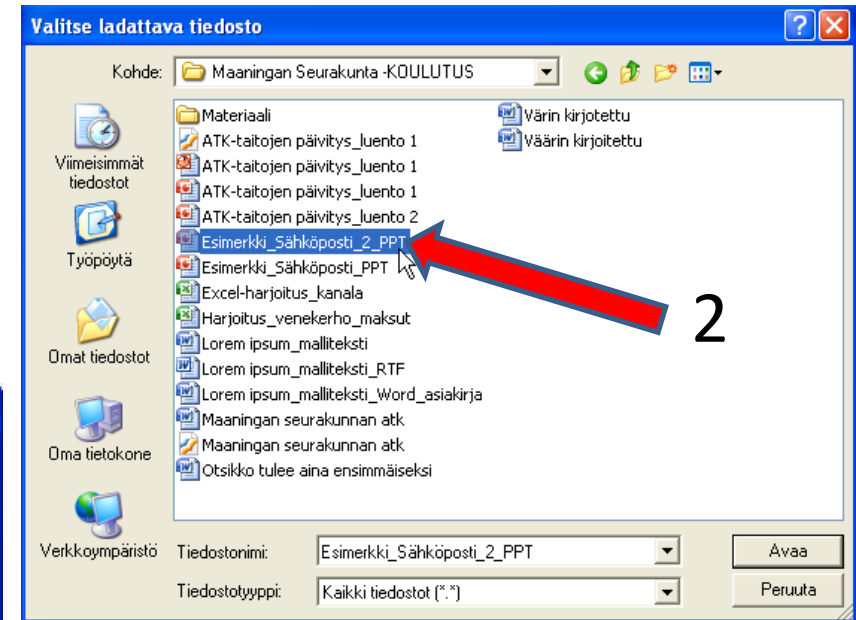 Valitse ladattava tiedosto
Kohde: Maaningan Seurakunta -KOULUTUS
Viimeisimmät
tiedostot
Työpöytä
Omat tiedostot
Oma tietokone
Verkkoympäristö
Materiaali
ATK-taitojen päivitys_luento 1
ATK-taitojen päivitys_luento 1
ATK-taitojen päivitys_luento 1
ATK-taitojen päivitys_luento 2
Esimerkki_Sähköposti_2_PPT
Esimerkki_Sähköposti_PPT
Excel-harjoitus_kanala
Harjoitus_venekerho_maksut
Lorem ipsum_malliteksti
Lorem ipsum_malliteksti_RTF
Lorem ipsum_malliteksti_Word_asiakirja
Maaningan seurakunnan atk
Maaningan seurakunnan atk
Otsikko tulee aina ensimmäiseksi
Värin kirjotettu
Väärin kirjoitettu
2
Tiedostonimi: Esimerkki_Sähköposti_2_PPT Avaa
Tiedostotyyppi: Kaikki tiedostot (*.*) Peruuta